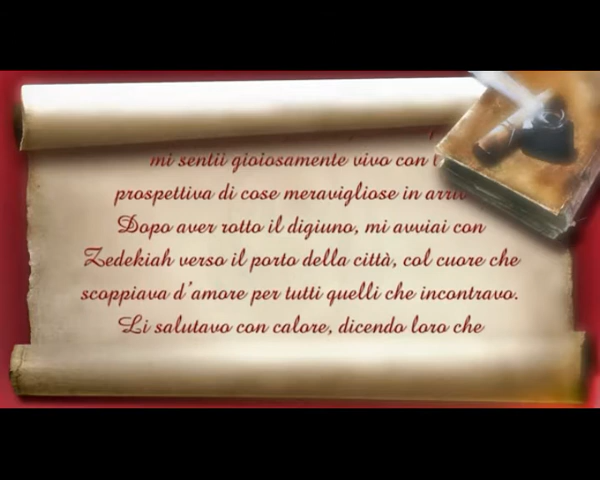 mi sentii gioiosamente vivo con
prospettiva di cose meravigliose in
Dopo aver rotto il digiuno, mi avviai con
Zedekiah verso il porto della città, col cuore che
scoppiava d'amore per tutti quelli che incontravo.
Li salutavo con calore, dicendo loro che